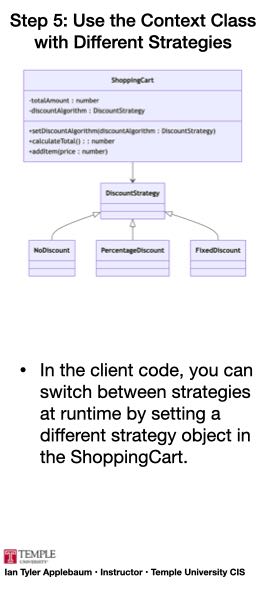 Step 5: Use the Context Class
with Different Strategies
ShoppingCart
-totalAmount : number
-discountAlgorithm : DiscountStrategy
+setDiscountAlgorithm(discountAlgorithm : DiscountStrategy)
+calculateTotal() : : number
+addItem(price : number)
DiscountStrategy
NoDiscount
PercentageDiscount
FixedDiscount
• In the client code, you can
switch between strategies
at runtime by setting a
different strategy object in
the ShoppingCart.
T TEMPLE
UNIVERSITY
Ian Tyler Applebaum • Instructor • Temple University CIS